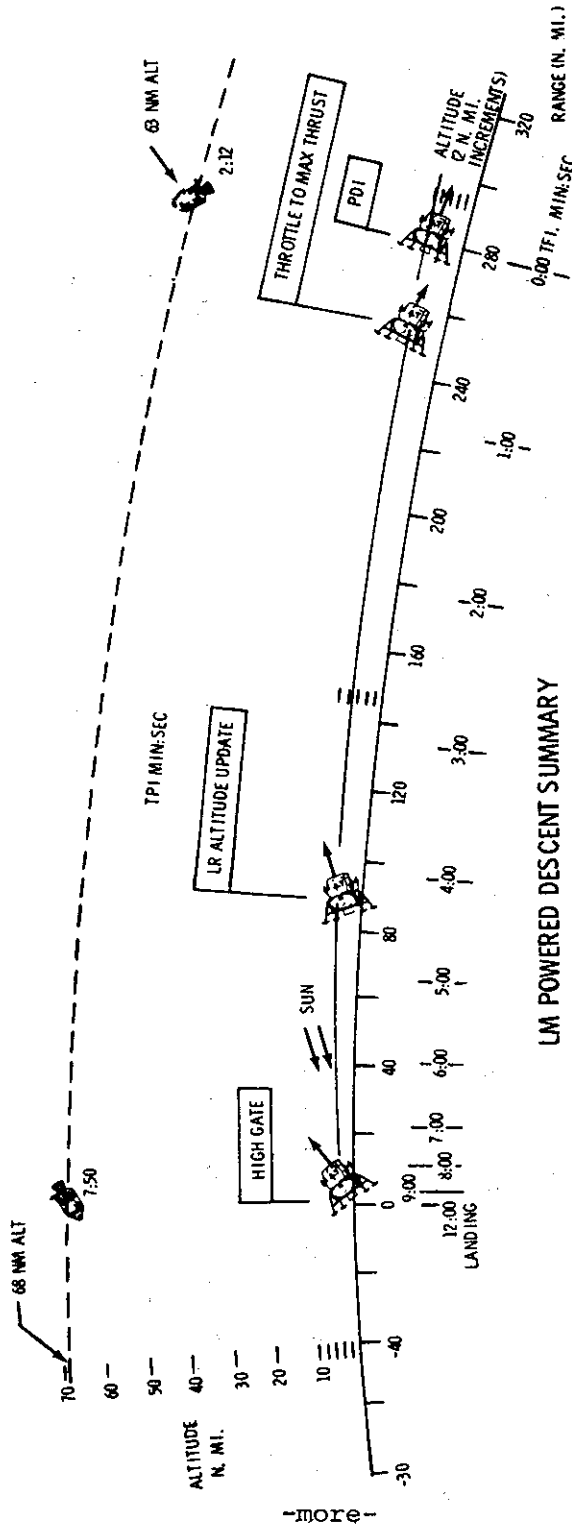 68 NM ALT
63 NM ALT
7:50
2:12
70
60
50
40
30
20
10
ALTITUDE
N. MI.
TPI MIN:SEC
THROTTLE TO MAX THRUST
PDI
LR ALTITUDE UPDATE
SUN
HIGH GATE
ALTITUDE
(2 N. MI.
INCREMENTS)
-30
-40
0
40
80
120
160
200
240
280
320
RANGE (N. MI.)
12:00
LANDING
9:00
8:00
7:00
6:00
5:00
4:00
3:00
2:00
1:00
0:00 TFI, MIN:SEC
LM POWERED DESCENT SUMMARY
-more-